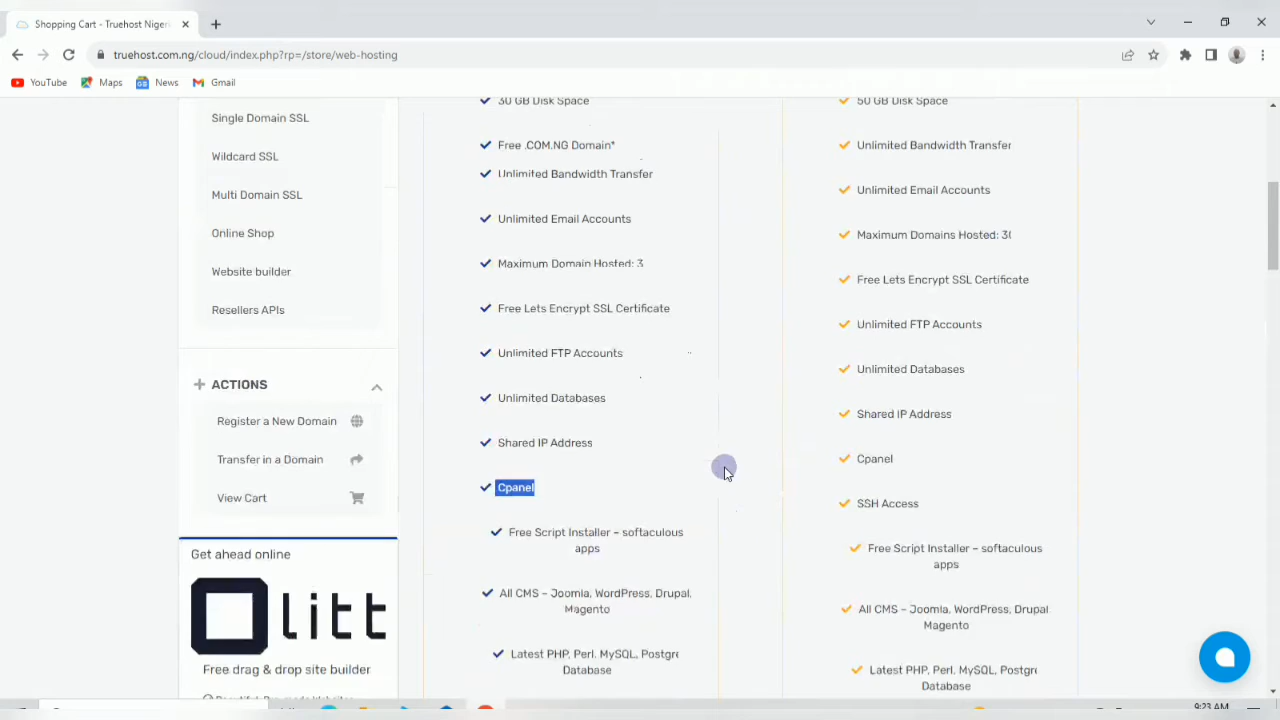 Shopping Cart - Truehost Nigeri
truehost.com.ng/cloud/index.php?rp=/store/web-hosting
YouTube
Maps
News
Gmail
Single Domain SSL
Wildcard SSL
Multi Domain SSL
Online Shop
Website builder
Resellers APIs
ACTIONS
Register a New Domain
Transfer in a Domain
View Cart
Get ahead online
Olitt
Free drag & drop site builder
30 GB Disk Space
Free .COM.NG Domain*
Unlimited Bandwidth Transfer
Unlimited Email Accounts
Maximum Domain Hosted: 3
Free Lets Encrypt SSL Certificate
Unlimited FTP Accounts
Unlimited Databases
Shared IP Address
Cpanel
Free Script Installer – softaculous
apps
All CMS – Joomla, WordPress, Drupal,
Magento
Latest PHP, Perl, MySQL, Postgre
Database
50 GB Disk Space
Unlimited Bandwidth Transfer
Unlimited Email Accounts
Maximum Domains Hosted: 30
Free Lets Encrypt SSL Certificate
Unlimited FTP Accounts
Unlimited Databases
Shared IP Address
Cpanel
SSH Access
Free Script Installer – softaculous
apps
All CMS – Joomla, WordPress, Drupal
Magento
Latest PHP, Perl, MySQL, Postgre
Database
9:23 AM